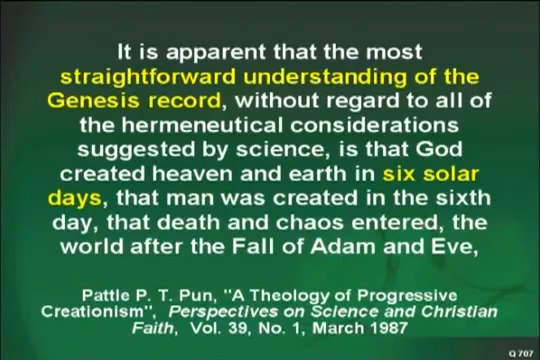 It is apparent that the most
straightforward understanding of the
Genesis record, without regard to all of
the hermeneutical considerations
suggested by science, is that God
created heaven and earth in six solar
days, that man was created in the sixth
day, that death and chaos entered, the
world after the Fall of Adam and Eve,
Pattle P. T. Pun, "A Theology of Progressive
Creationism", Perspectives on Science and Christian
Faith, Vol. 39, No. 1, March 1987
Q 707